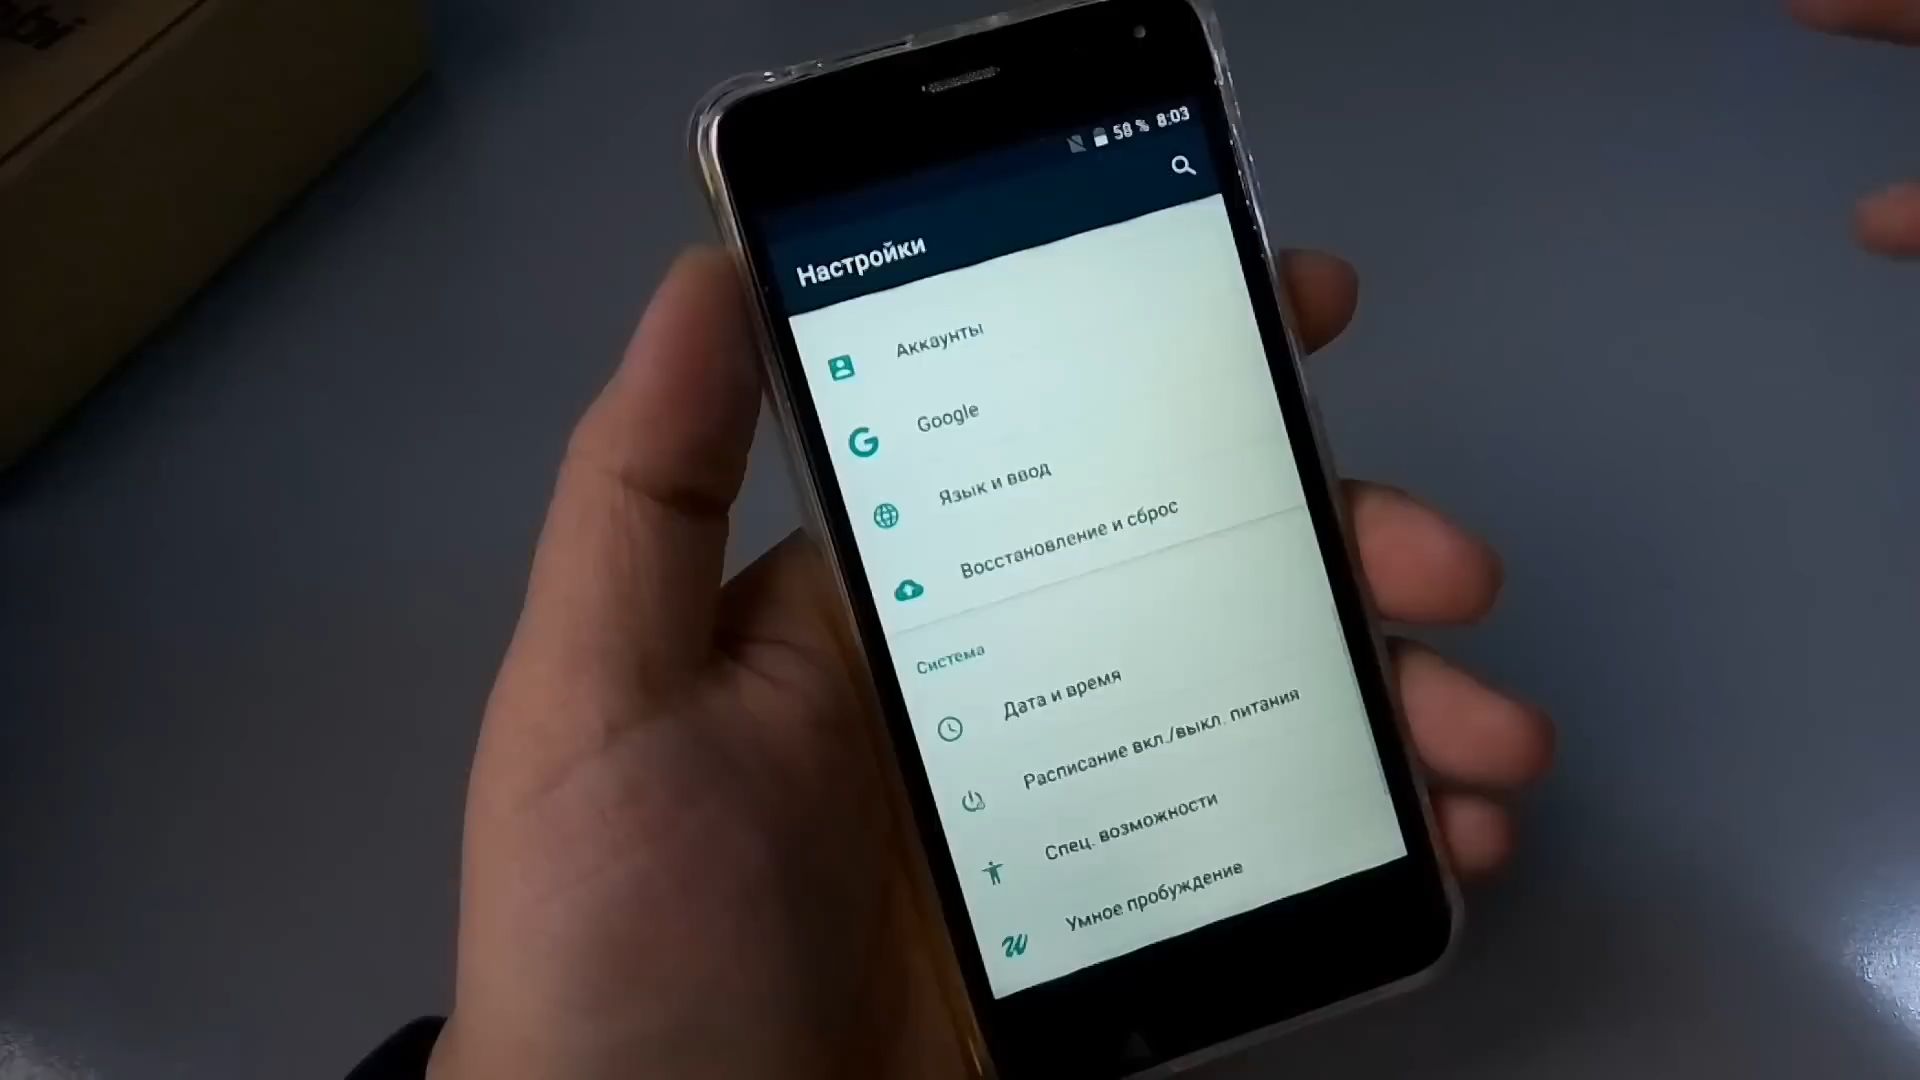 58 % 8:03
Настройки
Аккаунты
Google
Язык и ввод
Восстановление и сброс
Система
Дата и время
Расписание вкл./выкл. питания
Спец. возможности
Умное пробуждение